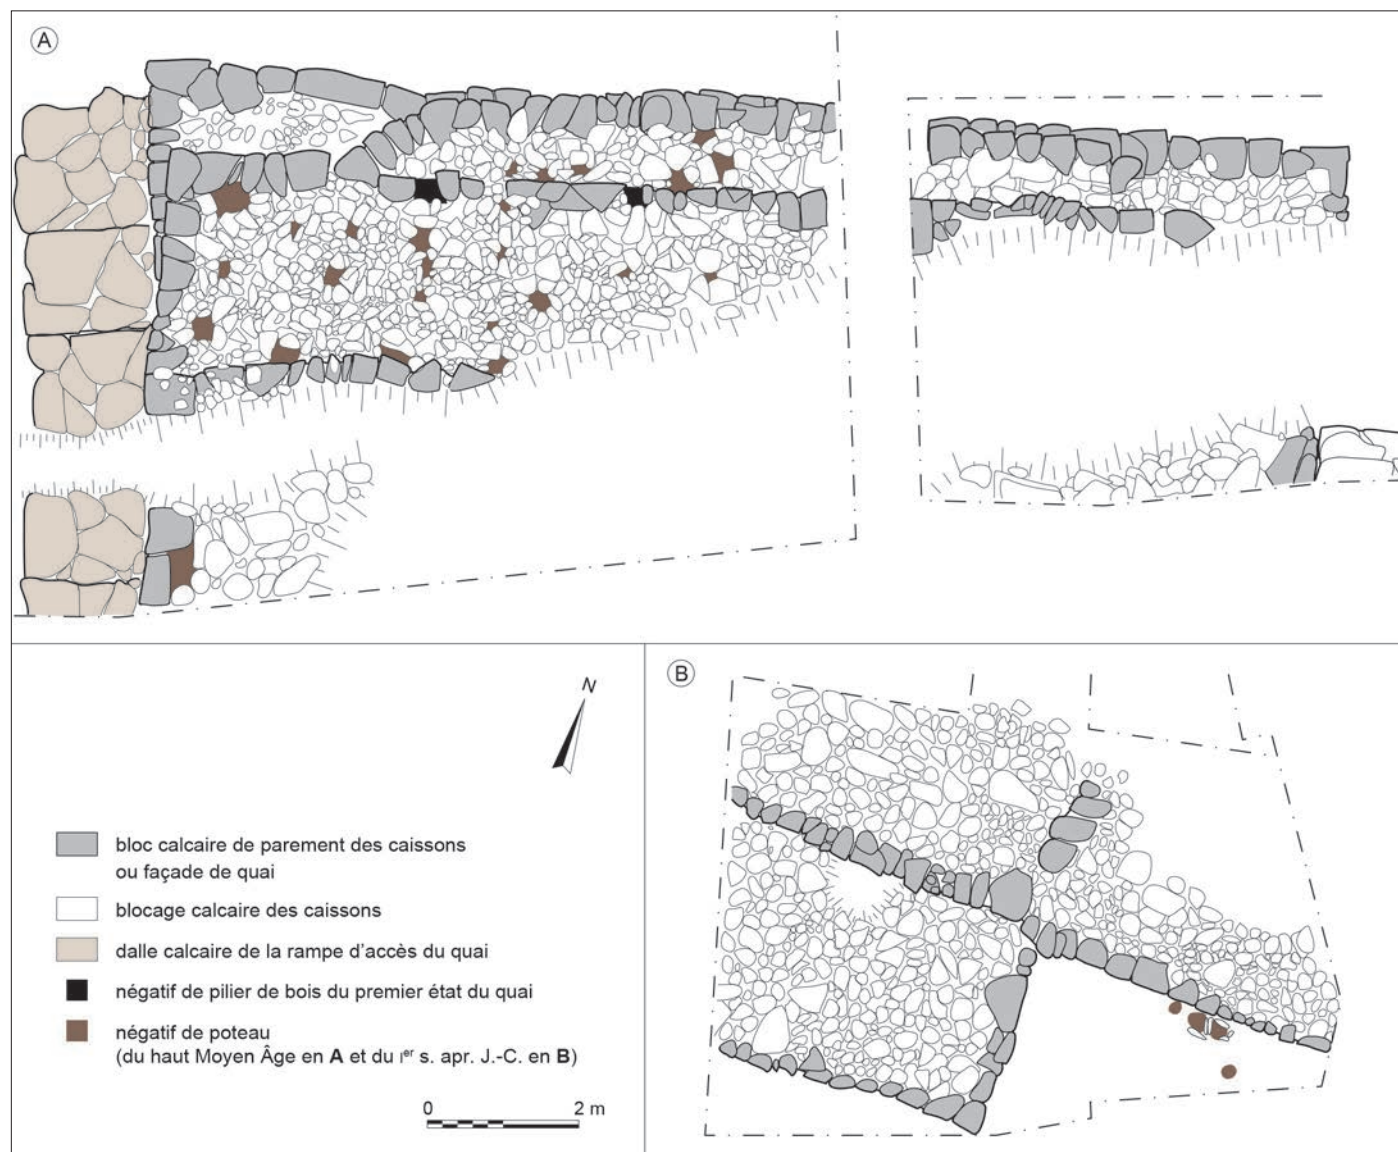 A
B
N
bloc calcaire de parement des caissons
ou façade de quai
blocage calcaire des caissons
dalle calcaire de la rampe d'accès du quai
négatif de pilier de bois du premier état du quai
négatif de poteau
(du haut Moyen Âge en A et du Ier s. apr. J.-C. en B)
0 2 m